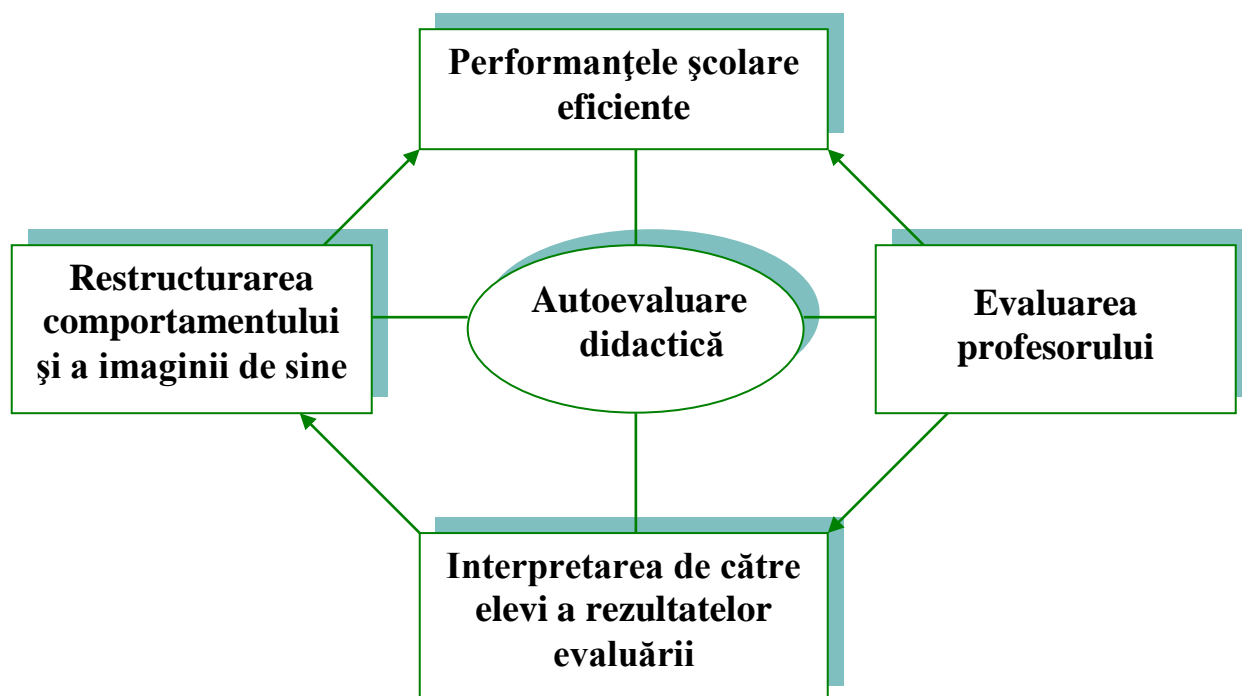 Performanţele şcolare
eficiente
Restructurarea
comportamentului
şi a imaginii de sine
Autoevaluare
didactică
Evaluarea
profesorului
Interpretarea de către
elevi a rezultatelor
evaluării